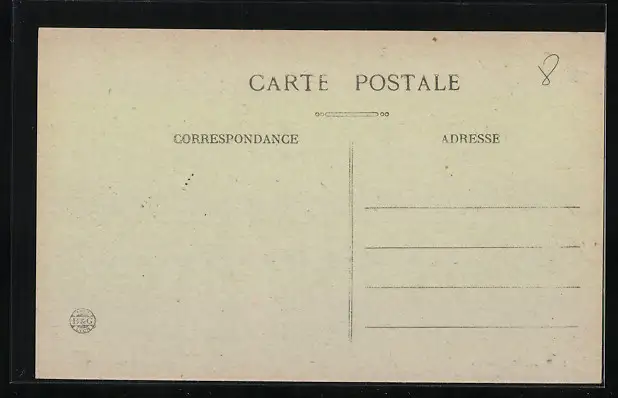 CARTE POSTALE
8
CORRESPONDANCE
ADRESSE
B&G